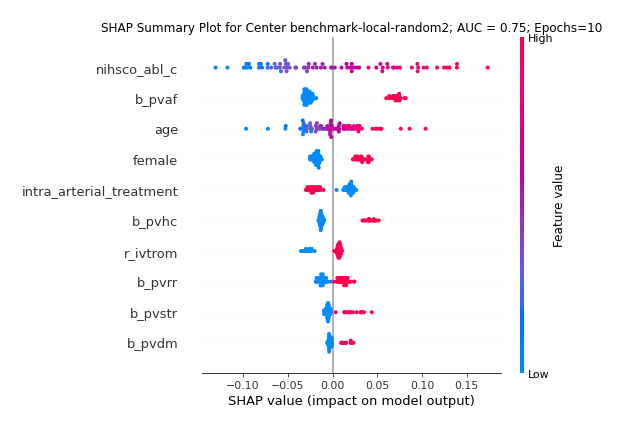 SHAP Summary Plot for Center benchmark-local-random2; AUC = 0.75; Epochs=10
High
nihsco_abl_c
b_pvaf
age
female
intra_arterial_treatment
b_pvhc
r_ivtrom
b_pvrr
b_pvstr
b_pvdm
Feature value
Low
−0.10 −0.05 0.00 0.05 0.10 0.15
SHAP value (impact on model output)